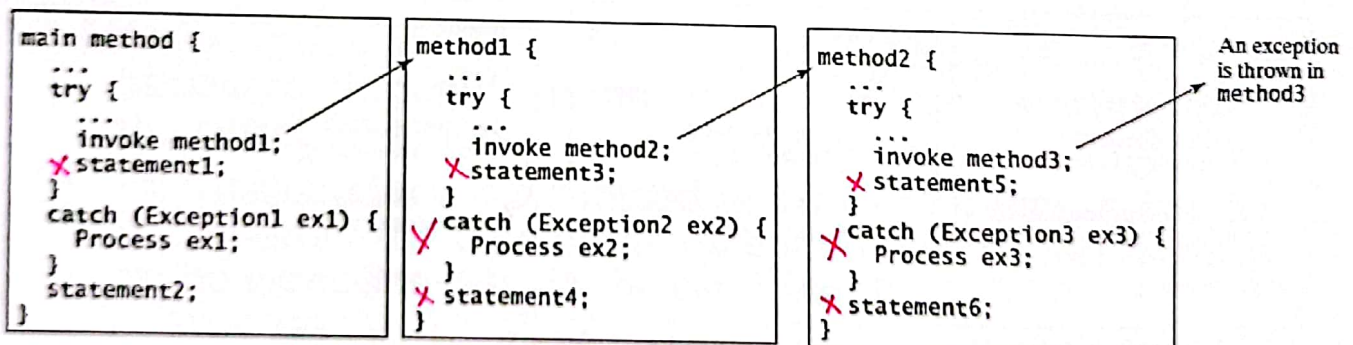 main method {
...
try {
...
invoke method1;
statement1;
}
catch (Exception1 ex1) {
Process ex1;
}
statement2;
}
method1 {
...
try {
...
invoke method2;
statement3;
}
catch (Exception2 ex2) {
Process ex2;
}
statement4;
}
method2 {
...
try {
...
invoke method3;
statement5;
}
catch (Exception3 ex3) {
Process ex3;
}
statement6;
}
An exception
is thrown in
method3